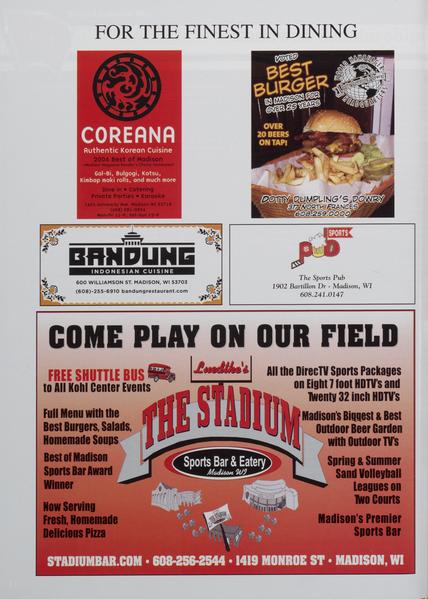 FOR THE FINEST IN DINING
COREANA
Authentic Korean Cuisine
2006 Best of Madison
Gal-Bi, Bulgogi, Katsu,
Kimbap maki rolls, and much more
Dine in • Catering
Private Parties • Karaoke
VOTED
BEST
BURGER
IN MADISON FOR
OVER 25 YEARS
OVER
20 BEERS
ON TAP!
DOTTY DUMPLING'S DOWRY
317 NORTH FRANCES
608.259.0000
BANDUNG
INDONESIAN CUISINE
600 WILLIAMSON ST. MADISON, WI 53703
(608)-255-6910 bandungrestaurant.com
SPORTS
PUB
The Sports Pub
1902 Bartillon Dr - Madison, WI
608.241.0147
COME PLAY ON OUR FIELD
FREE SHUTTLE BUS
to All Kohl Center Events
Full Menu with the
Best Burgers, Salads,
Homemade Soups
Best of Madison
Sports Bar Award
Winner
Now Serving
Fresh, Homemade
Delicious Pizza
Luedtke's
THE STADIUM
Sports Bar & Eatery
Madison WI
All the DirecTV Sports Packages
on Eight 7 foot HDTV's and
Twenty 32 inch HDTV's
Madison's Biggest & Best
Outdoor Beer Garden
with Outdoor TV's
Spring & Summer
Sand Volleyball
Leagues on
Two Courts
Madison's Premier
Sports Bar
STADIUMBAR.COM • 608-256-2544 • 1419 MONROE ST • MADISON, WI